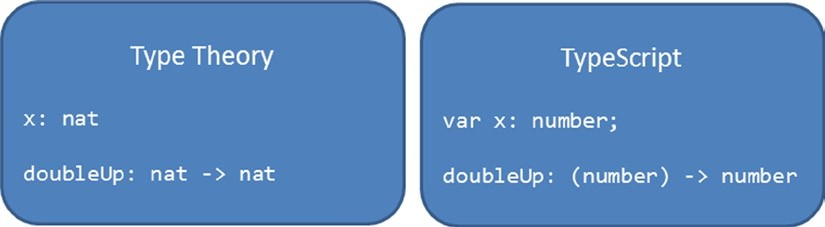 Type Theory
x: nat
doubleUp: nat -> nat
TypeScript
var x: number;
doubleUp: (number) -> number